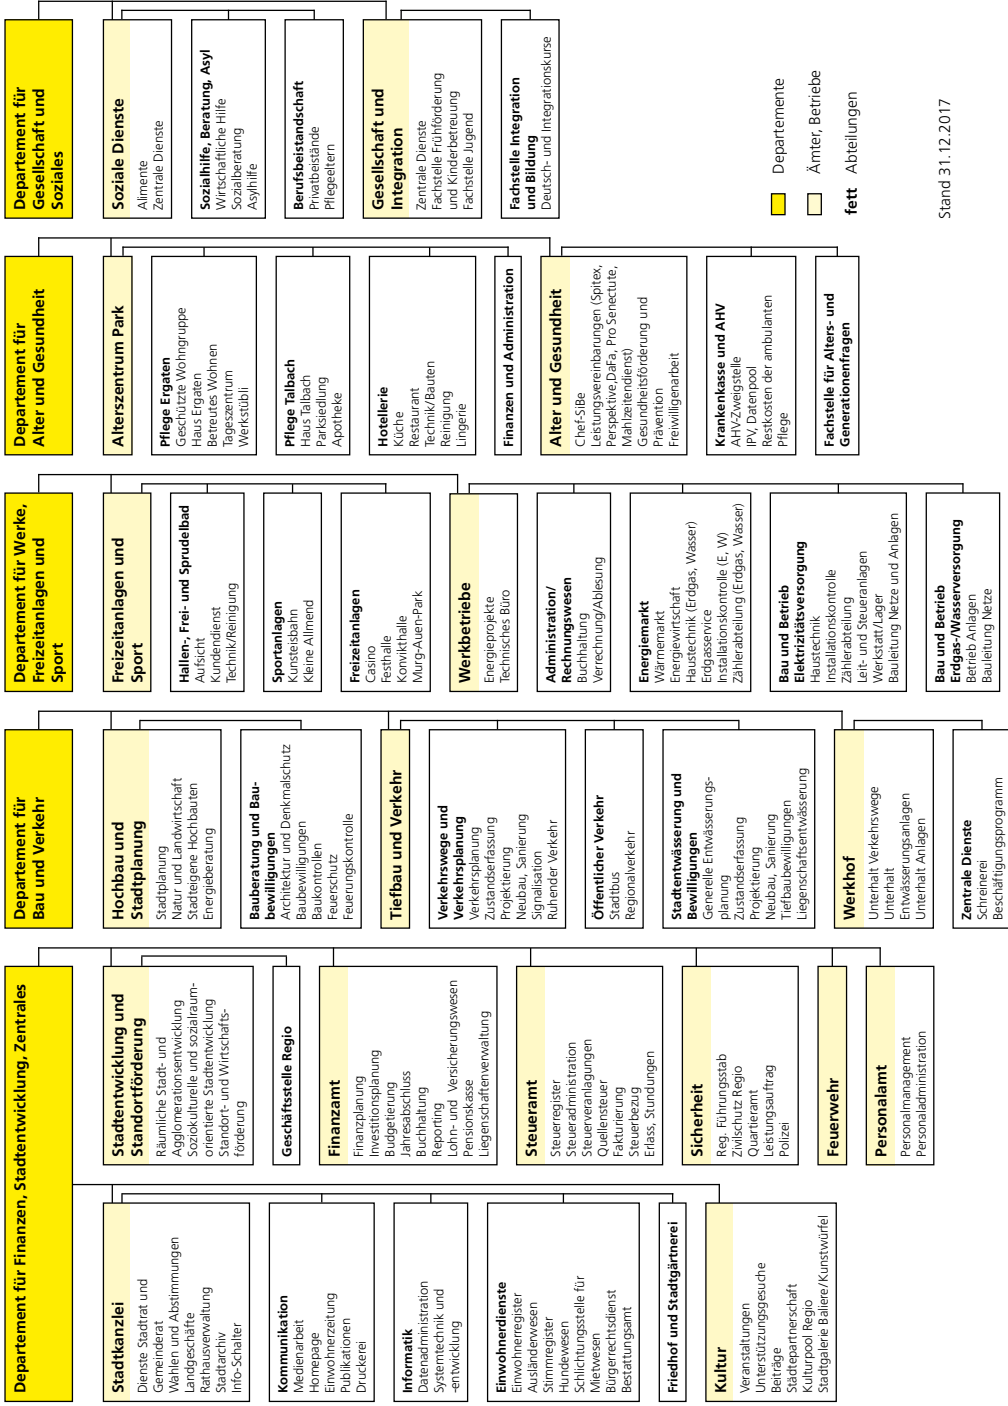 Departement für Finanzen, Stadtentwicklung, Zentrales
Stadtkanzlei
Dienste Stadtrat und
Gemeinderat
Wahlen und Abstimmungen
Landgeschäfte
Rathausverwaltung
Stadtarchiv
Info-Schalter
Kommunikation
Medienarbeit
Homepage
Einwohnerzeitung
Publikationen
Druckerei
Informatik
Datenadministration
Systemtechnik und
-entwicklung
Einwohnerdienste
Einwohnerregister
Ausländerwesen
Stimmregister
Hundewesen
Schlichtungsstelle für
Mietwesen
Bürgerrechtsdienst
Bestattungsamt
Friedhof und Stadtgärtnerei
Kultur
Veranstaltungen
Unterstützungsgesuche
Beiträge
Städtepartnerschaft
Kulturpool Regio
Stadtgalerie Baliere/Kunstwürfel
Stadtentwicklung und
Standortförderung
Räumliche Stadt- und
Agglomerationsentwicklung
Soziokulturelle und sozialraum-
orientierte Stadtentwicklung
Standort- und Wirtschafts-
förderung
Geschäftsstelle Regio
Finanzamt
Finanzplanung
Investitionsplanung
Budgetierung
Jahresabschluss
Buchhaltung
Reporting
Lohn- und Versicherungswesen
Pensionskasse
Liegenschaftenverwaltung
Steueramt
Steuerregister
Steueradministration
Steuerveranlagungen
Quellensteuer
Fakturierung
Steuerbezug
Erlass, Stundungen
Sicherheit
Reg. Führungsstab
Zivilschutz Regio
Quartieramt
Leistungsauftrag
Polizei
Feuerwehr
Personalamt
Personalmanagement
Personaladministration
Departement für
Bau und Verkehr
Hochbau und
Stadtplanung
Stadtplanung
Natur und Landwirtschaft
Stadteigene Hochbauten
Energieberatung
Bauberatung und Bau-
bewilligungen
Architektur und Denkmalschutz
Baubewilligungen
Baukontrollen
Feuerschutz
Feuerungskontrolle
Tiefbau und Verkehr
Verkehrswege und
Verkehrsplanung
Verkehrsplanung
Zustandserfassung
Projektierung
Neubau, Sanierung
Signalisation
Ruhender Verkehr
Öffentlicher Verkehr
Stadtbus
Regionalverkehr
Stadtentwässerung und
Bewilligungen
Generelle Entwässerungs-
planung
Zustandserfassung
Projektierung
Neubau, Sanierung
Tiefbaubewilligungen
Liegenschaftsentwässerung
Werkhof
Unterhalt Verkehrswege
Unterhalt
Entwässerungsanlagen
Unterhalt Anlagen
Zentrale Dienste
Schreinerei
Beschäftigungsprogramm
Departement für Werke,
Freizeitanlagen und
Sport
Freizeitanlagen und
Sport
Hallen-, Frei- und Sprudelbad
Aufsicht
Kundendienst
Technik/Reinigung
Sportanlagen
Kunsteisbahn
Kleine Allmend
Freizeitanlagen
Casino
Festhalle
Konvikthalle
Murg-Auen-Park
Werkbetriebe
Energieprojekte
Technisches Büro
Administration/
Rechnungswesen
Buchhaltung
Verrechnung/Ablesung
Energiemarkt
Wärmemarkt
Energiewirtschaft
Haustechnik (Erdgas, Wasser)
Erdgasservice
Installationskontrolle (E, W)
Zählerabteilung (Erdgas, Wasser)
Bau und Betrieb
Elektrizitätsversorgung
Haustechnik
Installationskontrolle
Zählerabteilung
Leit- und Steueranlagen
Werkstatt/Lager
Bauleitung Netze und Anlagen
Bau und Betrieb
Erdgas-/Wasserversorgung
Betrieb Anlagen
Bauleitung Netze
Departement für
Alter und Gesundheit
Alterszentrum Park
Pflege Ergaten
Geschützte Wohngruppe
Haus Ergaten
Betreutes Wohnen
Tageszentrum
Werkstübli
Pflege Talbach
Haus Talbach
Parksiedlung
Apotheke
Hotellerie
Küche
Restaurant
Technik/Bauten
Reinigung
Lingerie
Finanzen und Administration
Alter und Gesundheit
Chef-SiBe
Leistungsvereinbarungen (Spitex,
Perspektive,DaFa, Pro Senectute,
Mahlzeitendienst)
Gesundheitsförderung und
Prävention
Freiwilligenarbeit
Krankenkasse und AHV
AHV-Zweigstelle
IPV, Datenpool
Restkosten der ambulanten
Pflege
Fachstelle für Alters- und
Generationenfragen
Departement für
Gesellschaft und
Soziales
Soziale Dienste
Alimente
Zentrale Dienste
Sozialhilfe, Beratung, Asyl
Wirtschaftliche Hilfe
Sozialberatung
Asylhilfe
Berufsbeistandschaft
Privatbeistände
Pflegeeltern
Gesellschaft und
Integration
Zentrale Dienste
Fachstelle Frühförderung
und Kinderbetreuung
Fachstelle Jugend
Fachstelle Integration
und Bildung
Deutsch- und Integrationskurse
Departemente
Ämter, Betriebe
fett Abteilungen
Stand 31.12.2017